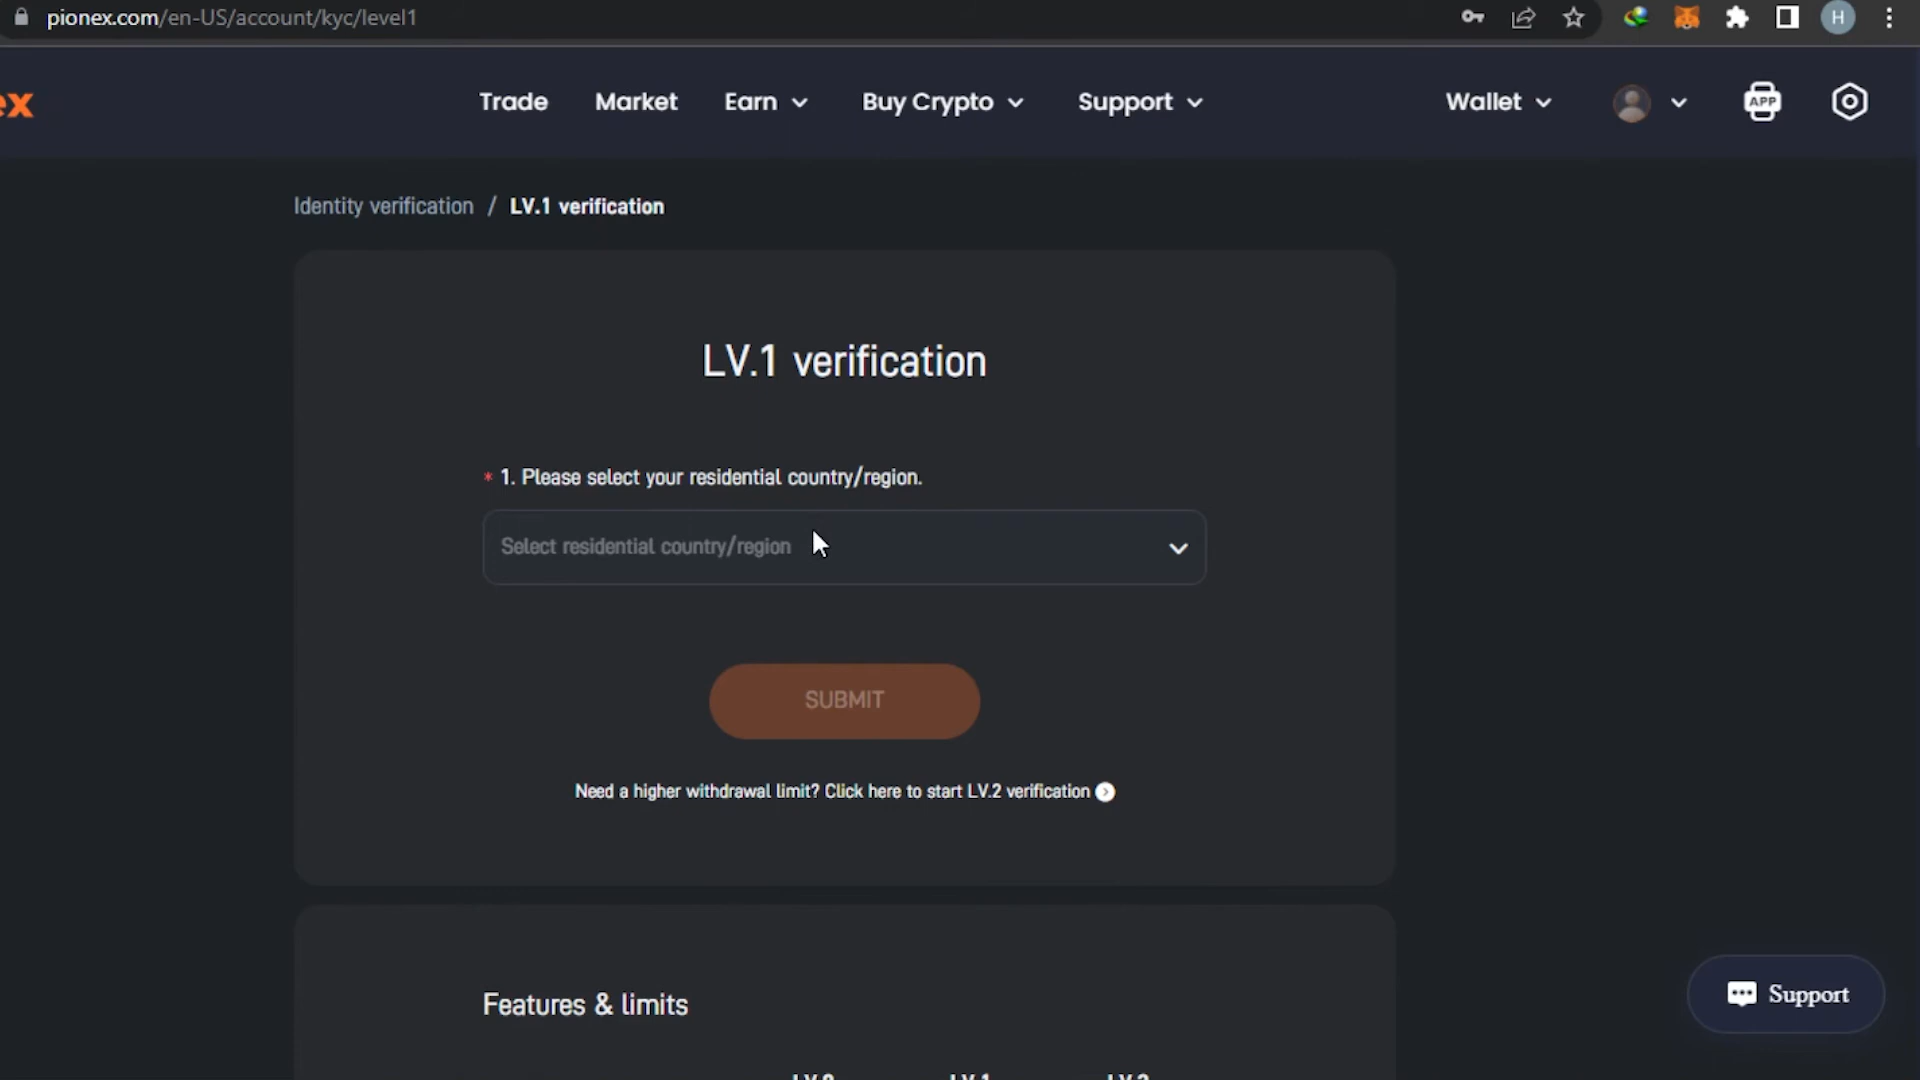 pionex.com/en-US/account/kyc/level1
H
ex
Trade
Market
Earn
Buy Crypto
Support
Wallet
APP
Identity verification / LV.1 verification
LV.1 verification
* 1. Please select your residential country/region.
Select residential country/region
SUBMIT
Need a higher withdrawal limit? Click here to start LV.2 verification
Features & limits
Support